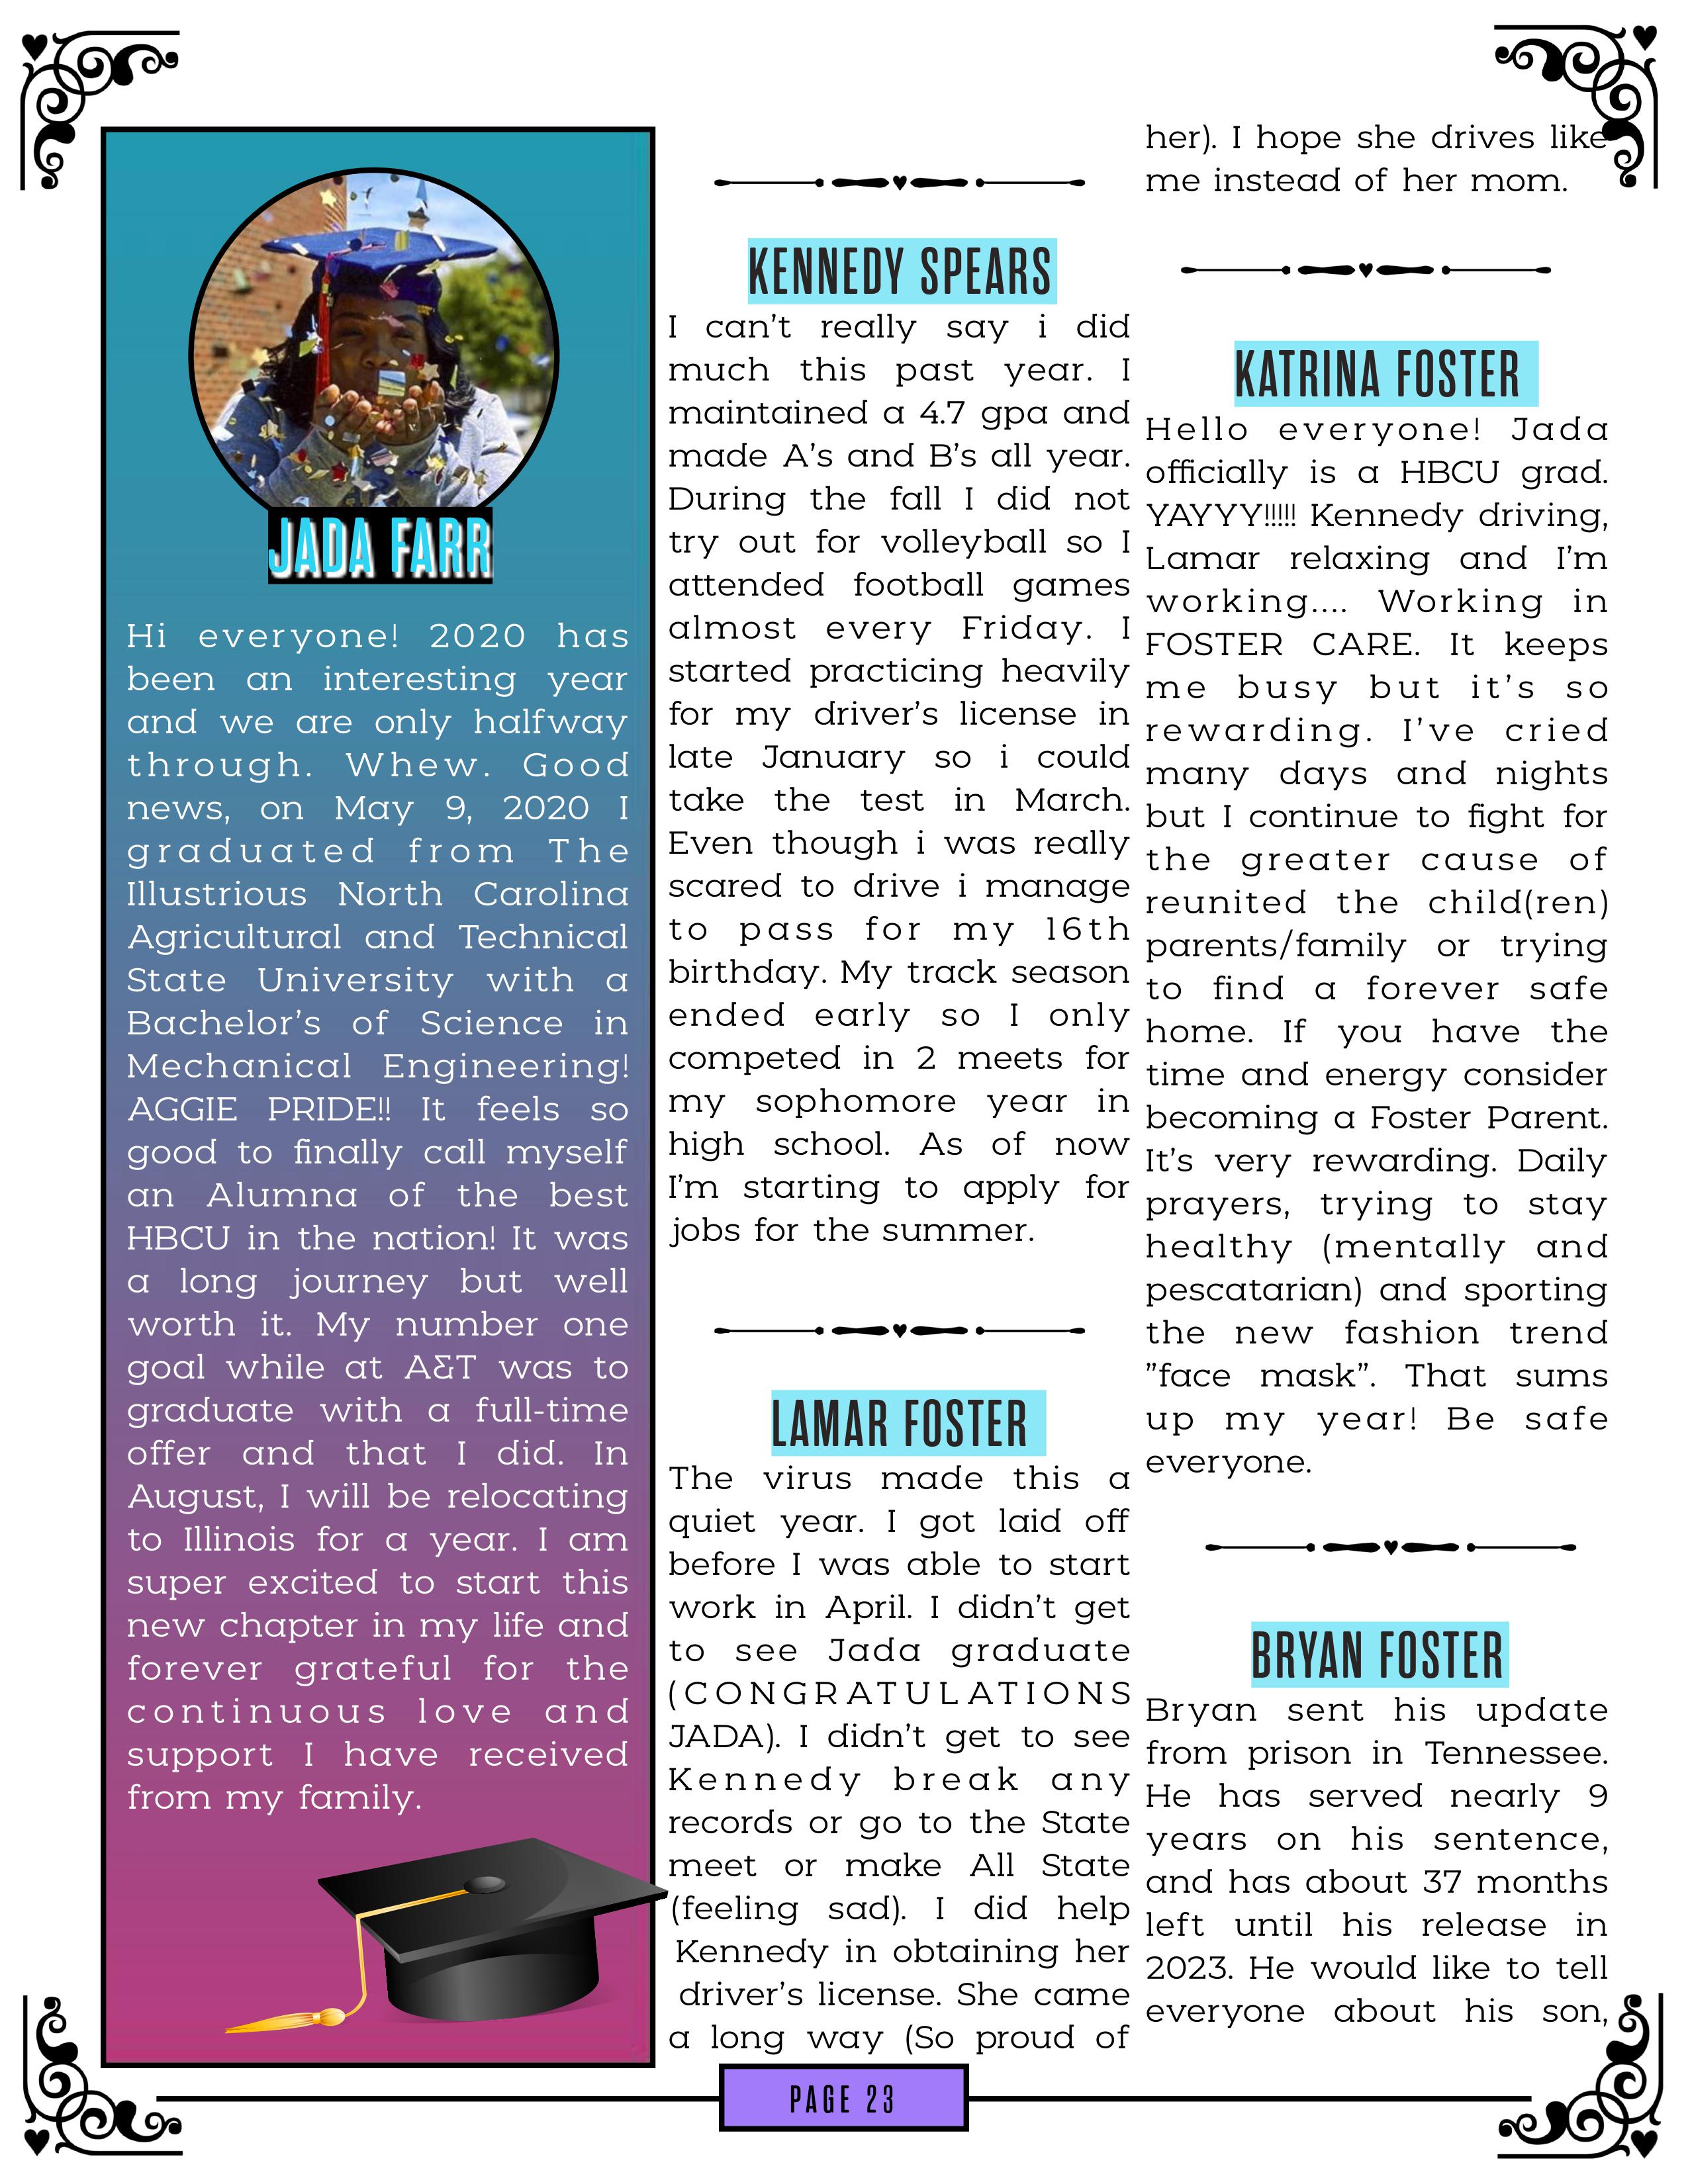 JADA FARR
Hi everyone! 2020 has
been an interesting year
and we are only halfway
through. Whew. Good
news, on May 9, 2020 I
graduated from The
Illustrious North Carolina
Agricultural and Technical
State University with a
Bachelor's of Science in
Mechanical Engineering!
AGGIE PRIDE!! It feels so
good to finally call myself
an Alumna of the best
HBCU in the nation! It was
a long journey but well
worth it. My number one
goal while at A&T was to
graduate with a full-time
offer and that I did. In
August, I will be relocating
to Illinois for a year. I am
super excited to start this
new chapter in my life and
forever grateful for the
continuous love and
support I have received
from my family.
KENNEDY SPEARS
I can't really say i did
much this past year. I
maintained a 4.7 gpa and
made A's and B's all year.
During the fall I did not
try out for volleyball so I
attended football games
almost every Friday. I
started practicing heavily
for my driver's license in
late January so i could
take the test in March.
Even though i was really
scared to drive i manage
to pass for my 16th
birthday. My track season
ended early so I only
competed in 2 meets for
my sophomore year in
high school. As of now
I'm starting to apply for
jobs for the summer.
LAMAR FOSTER
The virus made this a
quiet year. I got laid off
before I was able to start
work in April. I didn't get
to see Jada graduate
(CONGRATULATIONS
JADA). I didn't get to see
Kennedy break any
records or go to the State
meet or make All State
(feeling sad). I did help
Kennedy in obtaining her
driver's license. She came
a long way (So proud of
her). I hope she drives like
me instead of her mom.
KATRINA FOSTER
Hello everyone! Jada
officially is a HBCU grad.
YAYYY!!!!! Kennedy driving,
Lamar relaxing and I'm
working.... Working in
FOSTER CARE. It keeps
me busy but it's so
rewarding. I've cried
many days and nights
but I continue to fight for
the greater cause of
reunited the child(ren)
parents/family or trying
to find a forever safe
home. If you have the
time and energy consider
becoming a Foster Parent.
It's very rewarding. Daily
prayers, trying to stay
healthy (mentally and
pescatarian) and sporting
the new fashion trend
"face mask". That sums
up my year! Be safe
everyone.
BRYAN FOSTER
Bryan sent his update
from prison in Tennessee.
He has served nearly 9
years on his sentence,
and has about 37 months
left until his release in
2023. He would like to tell
everyone about his son,
PAGE 23